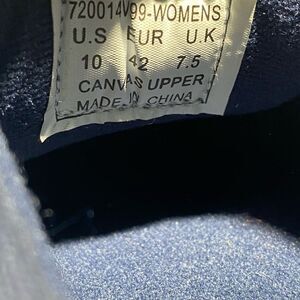 720014V99-WOMENS
U.S EUR U.K
10 42 7.5
CANVAS UPPER
MADE IN CHINA